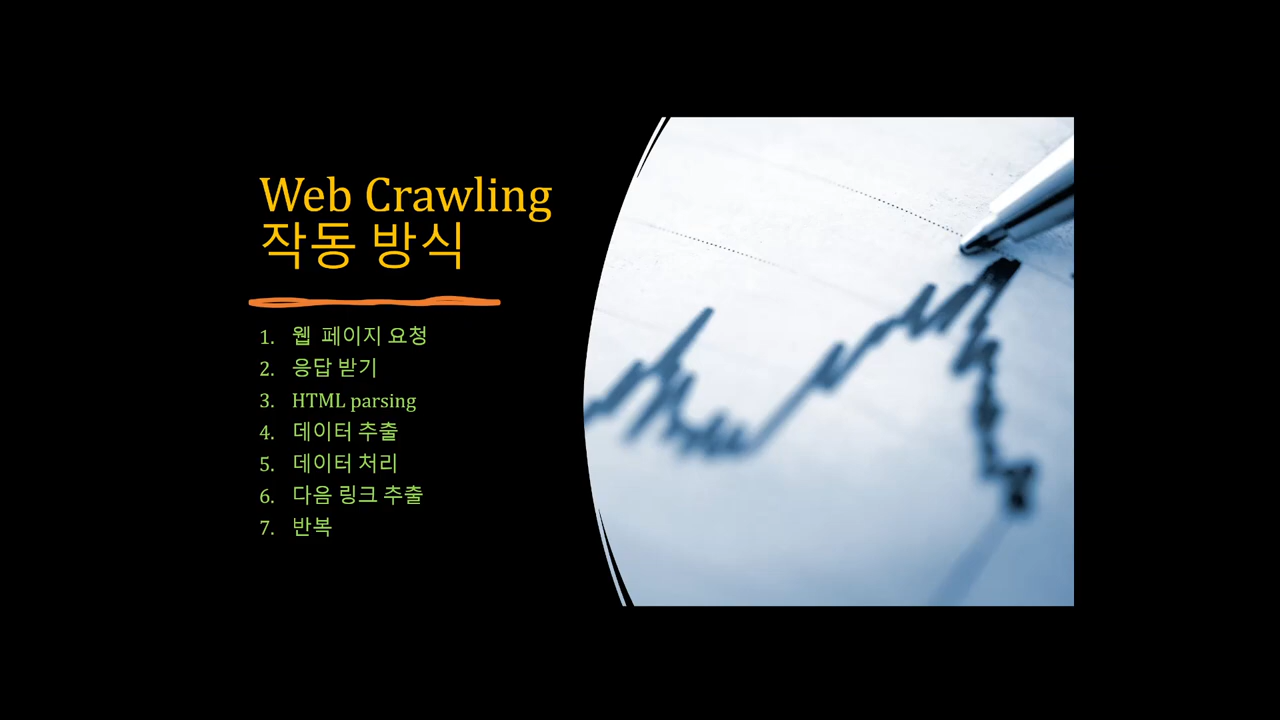 Web Crawling
작동 방식
1. 웹 페이지 요청
2. 응답 받기
3. HTML parsing
4. 데이터 추출
5. 데이터 처리
6. 다음 링크 추출
7. 반복